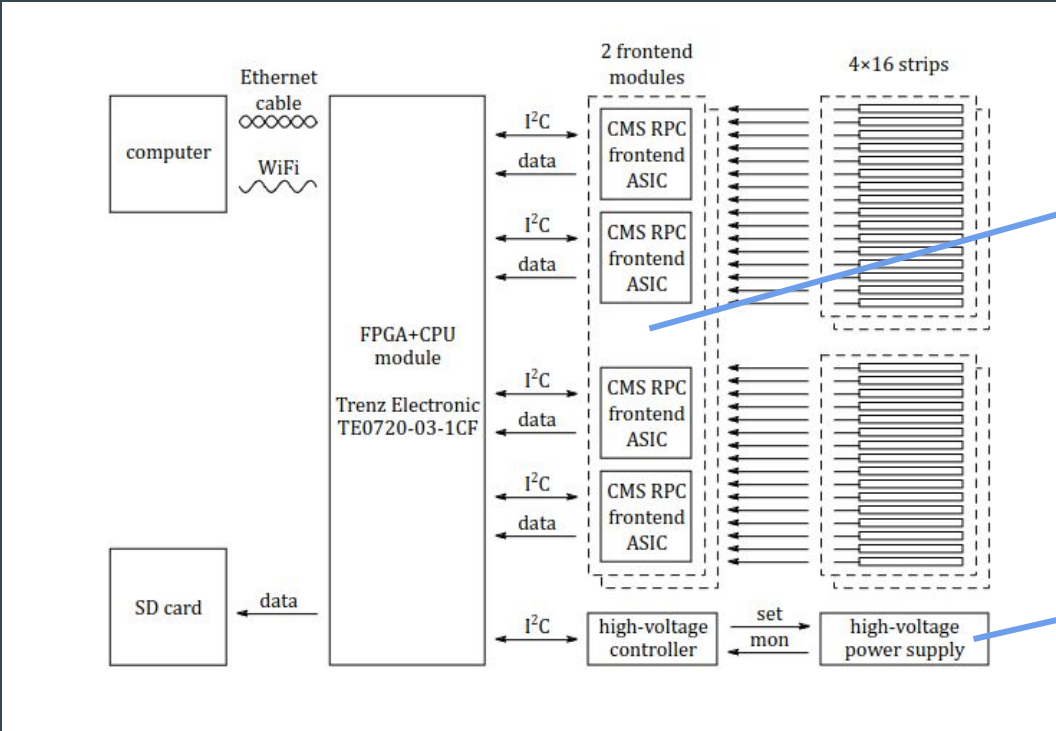 2 frontend
modules
4×16 strips
Ethernet
cable
computer
WiFi
I²C
data
CMS RPC
frontend
ASIC
I²C
data
CMS RPC
frontend
ASIC
FPGA+CPU
module
Trenz Electronic
TE0720-03-1CF
I²C
data
CMS RPC
frontend
ASIC
I²C
data
CMS RPC
frontend
ASIC
SD card
data
I²C
high-voltage
controller
set
mon
high-voltage
power supply